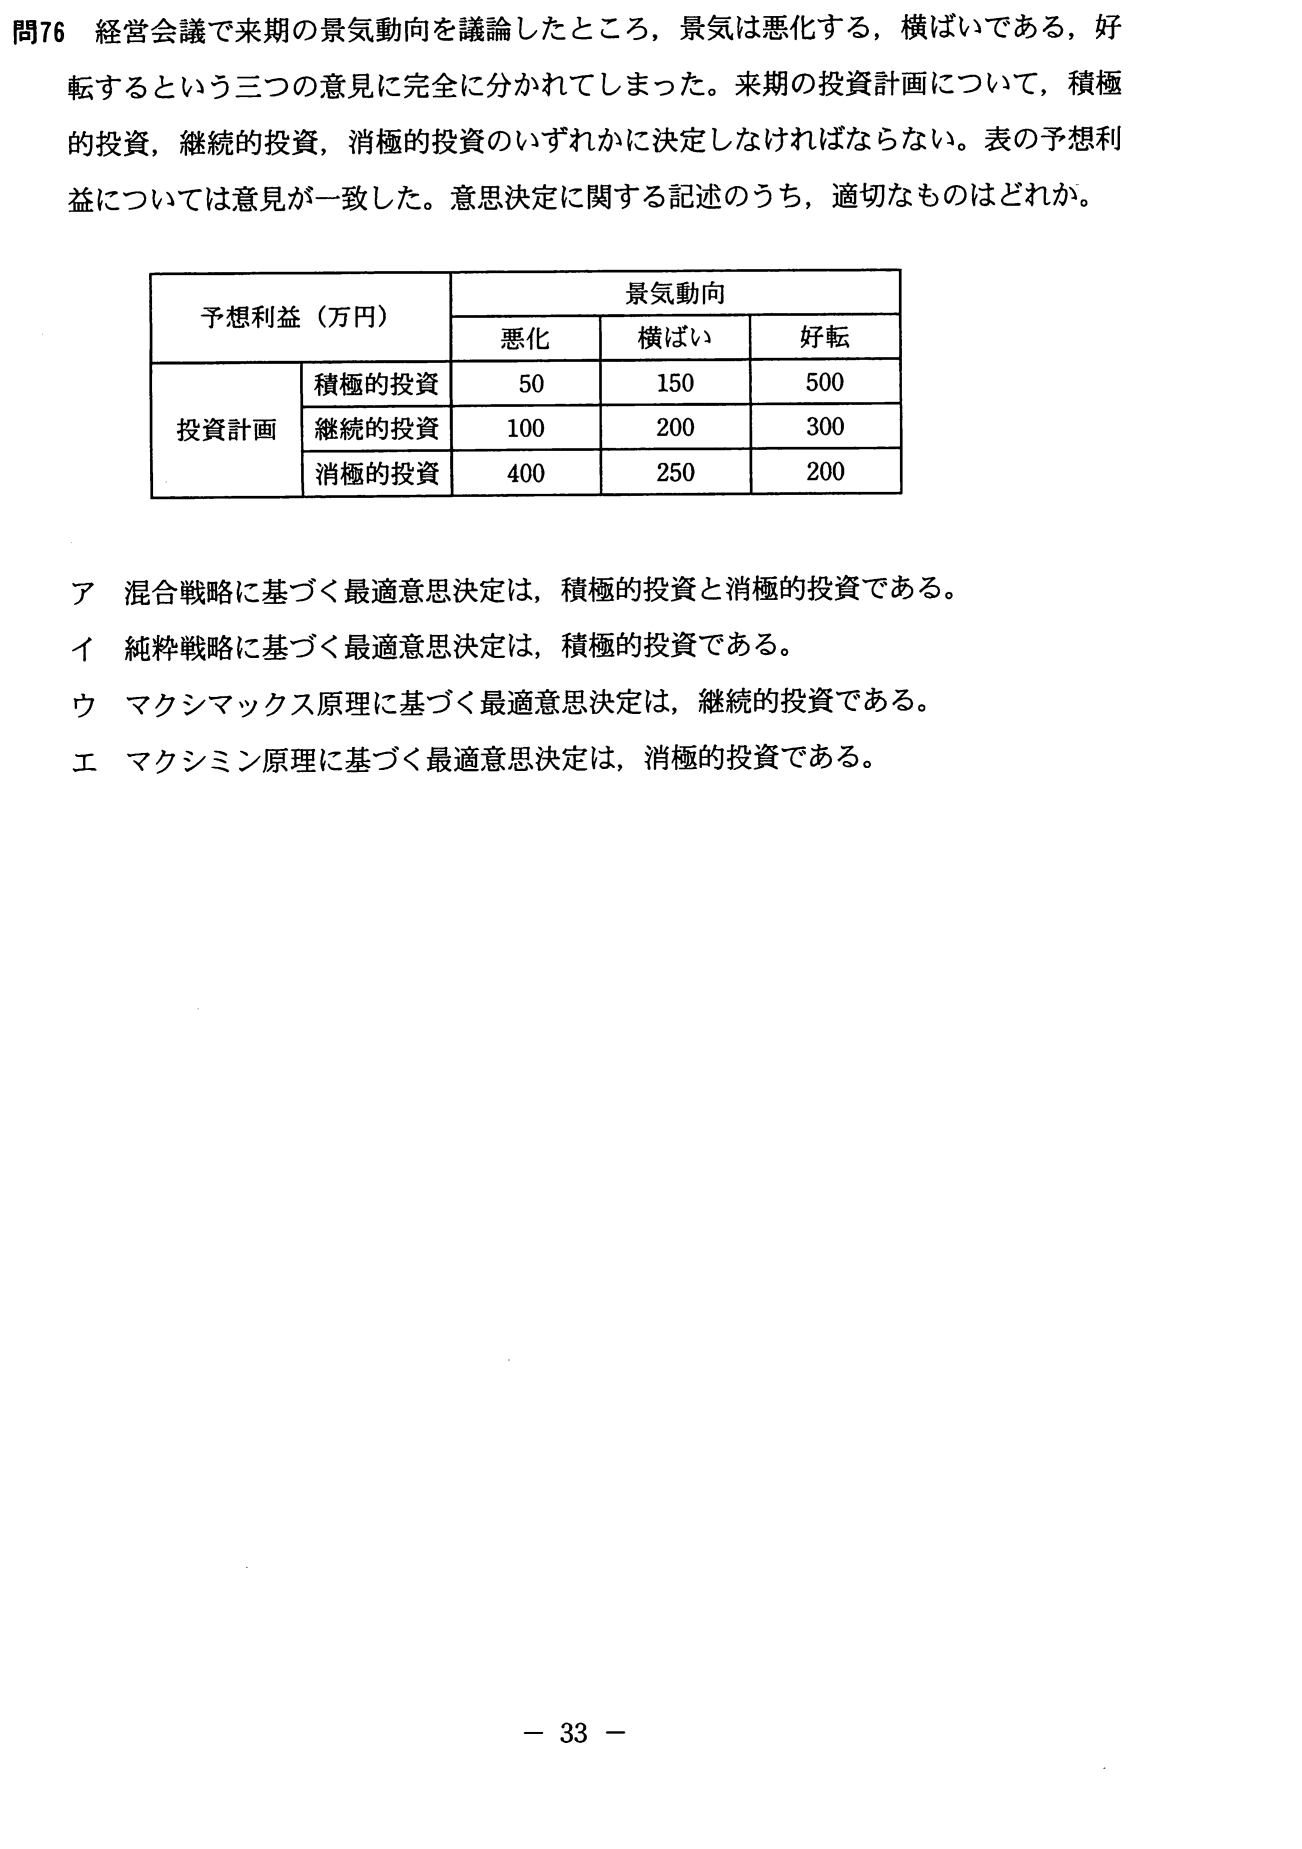 問76 経営会議で来期の景気動向を議論したところ，景気は悪化する，横ばいである，好
転するという三つの意見に完全に分かれてしまった。来期の投資計画について，積極
的投資，継続的投資，消極的投資のいずれかに決定しなければならない。表の予想利
益については意見が一致した。意思決定に関する記述のうち，適切なものはどれか。
予想利益（万円） 景気動向
悪化 横ばい 好転
投資計画 積極的投資 50 150 500
継続的投資 100 200 300
消極的投資 400 250 200
ア 混合戦略に基づく最適意思決定は，積極的投資と消極的投資である。
イ 純粋戦略に基づく最適意思決定は，積極的投資である。
ウ マクシマックス原理に基づく最適意思決定は，継続的投資である。
エ マクシミン原理に基づく最適意思決定は，消極的投資である。
－ 33 －